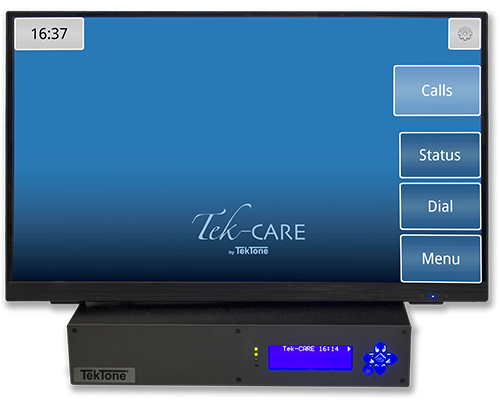 16:37
Calls
Status
Dial
Menu
Tek-CARE
by TekTone
Tek-CARE 16:14
TekTone